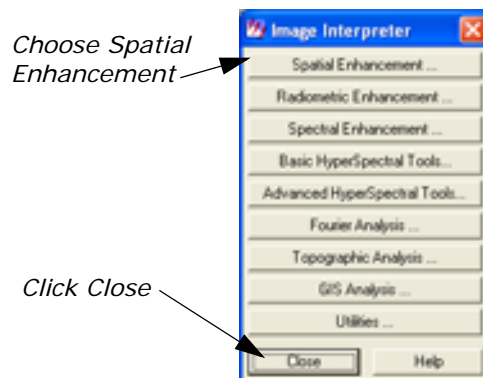 Choose Spatial
Enhancement
Image Interpreter
Spatial Enhancement ...
Radiometric Enhancement ...
Spectral Enhancement ...
Basic HyperSpectral Tools...
Advanced HyperSpectral Tools...
Fourier Analysis ...
Topographic Analysis ...
GIS Analysis ...
Utilities ...
Click Close
Close
Help